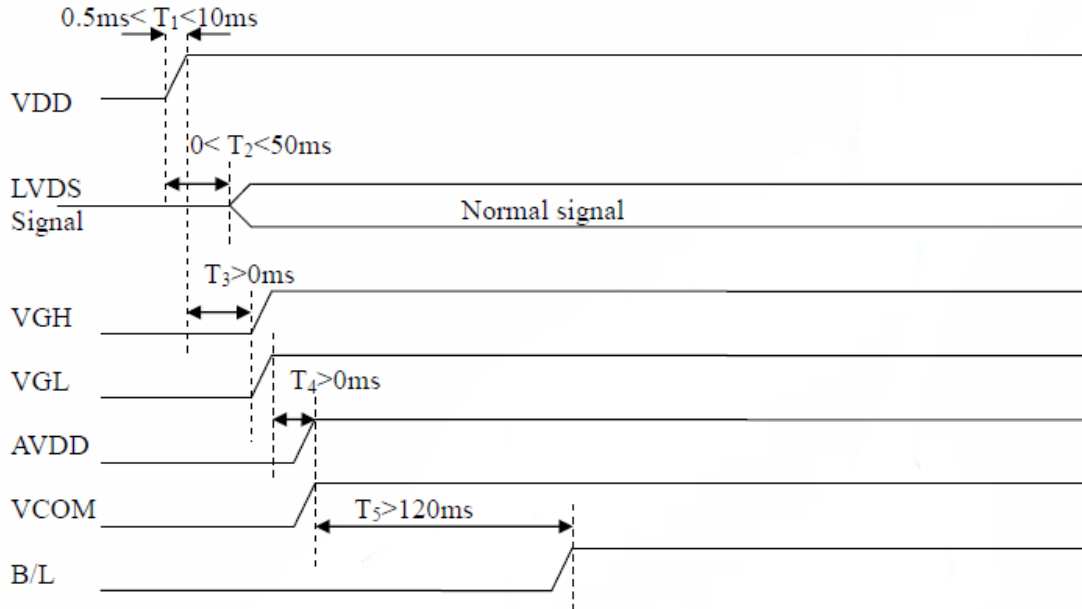 0.5ms< T₁<10ms
VDD
0< T₂<50ms
LVDS
Signal
Normal signal
T₃>0ms
VGH
VGL
T₄>0ms
AVDD
VCOM
T₅>120ms
B/L